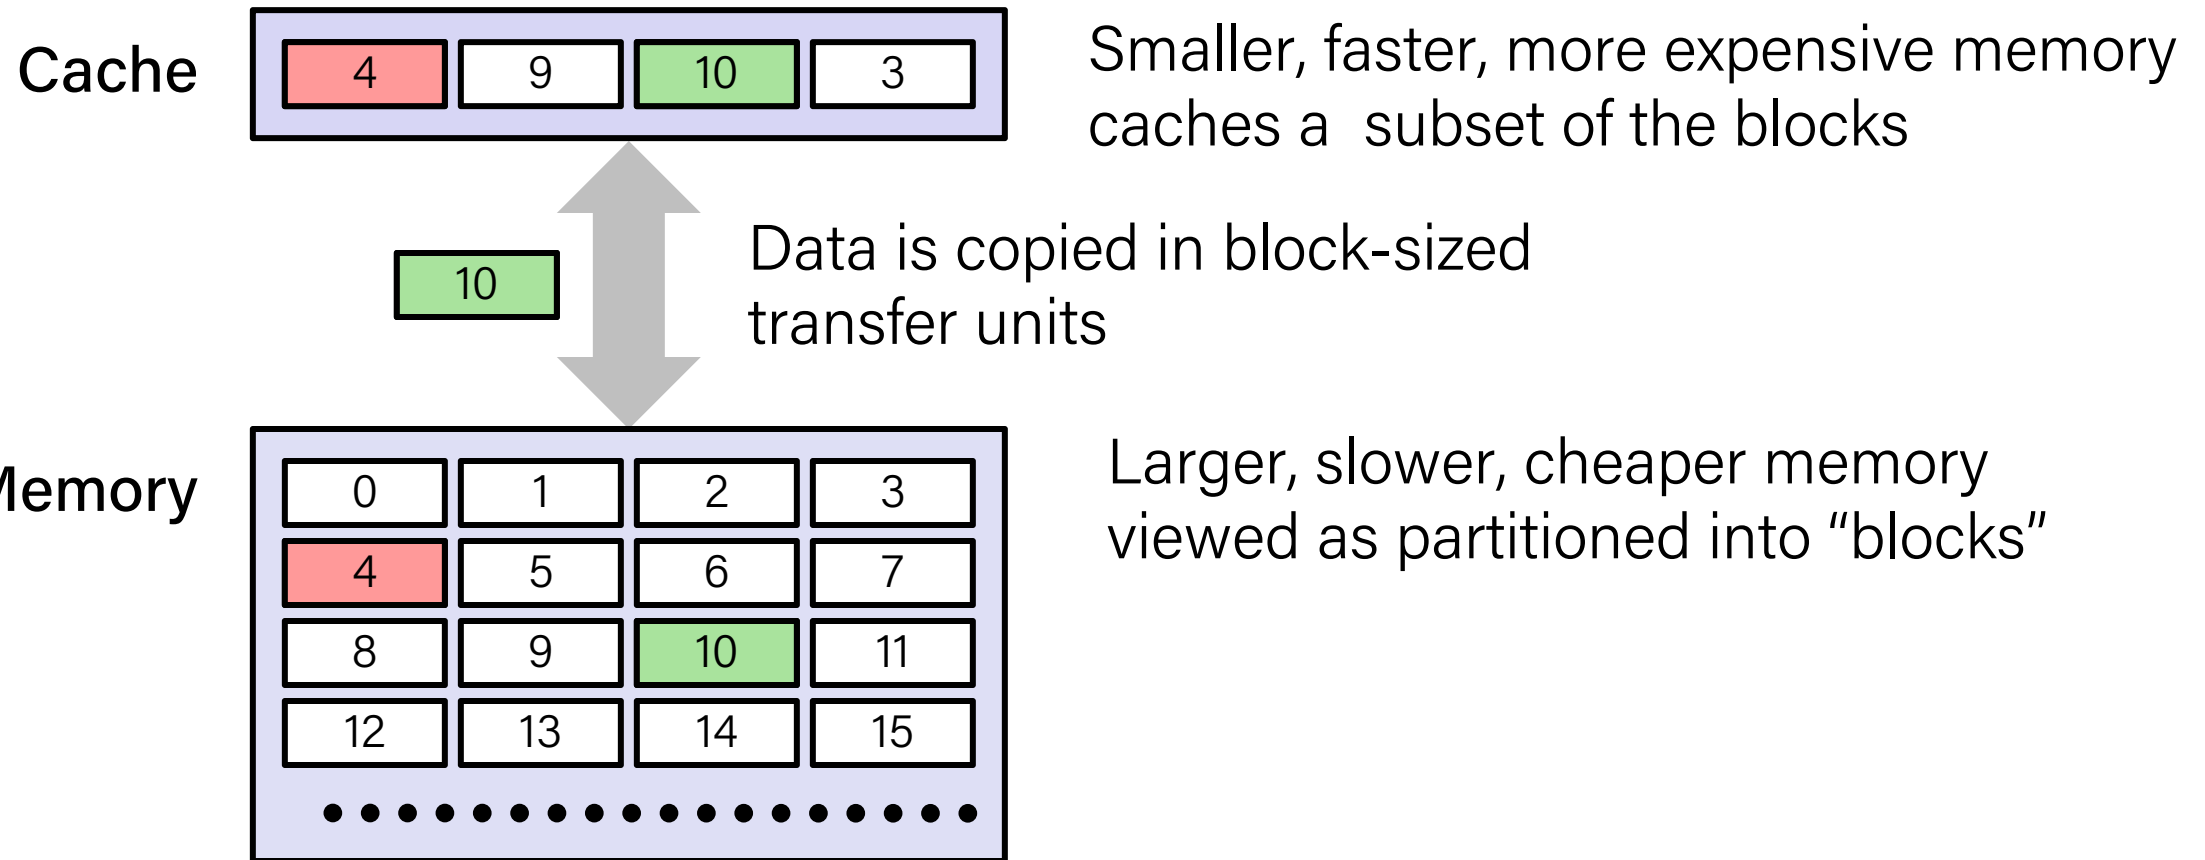 Cache
4 9 10 3
Smaller, faster, more expensive memory
caches a subset of the blocks
10
Data is copied in block-sized
transfer units
Memory
0 1 2 3
4 5 6 7
8 9 10 11
12 13 14 15
Larger, slower, cheaper memory
viewed as partitioned into “blocks”